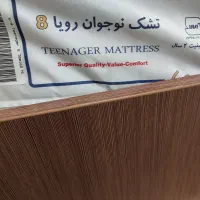 تشک نوجوان رویا 8
TEENAGER MATTRESS
Superior Quality-Value-Comfort